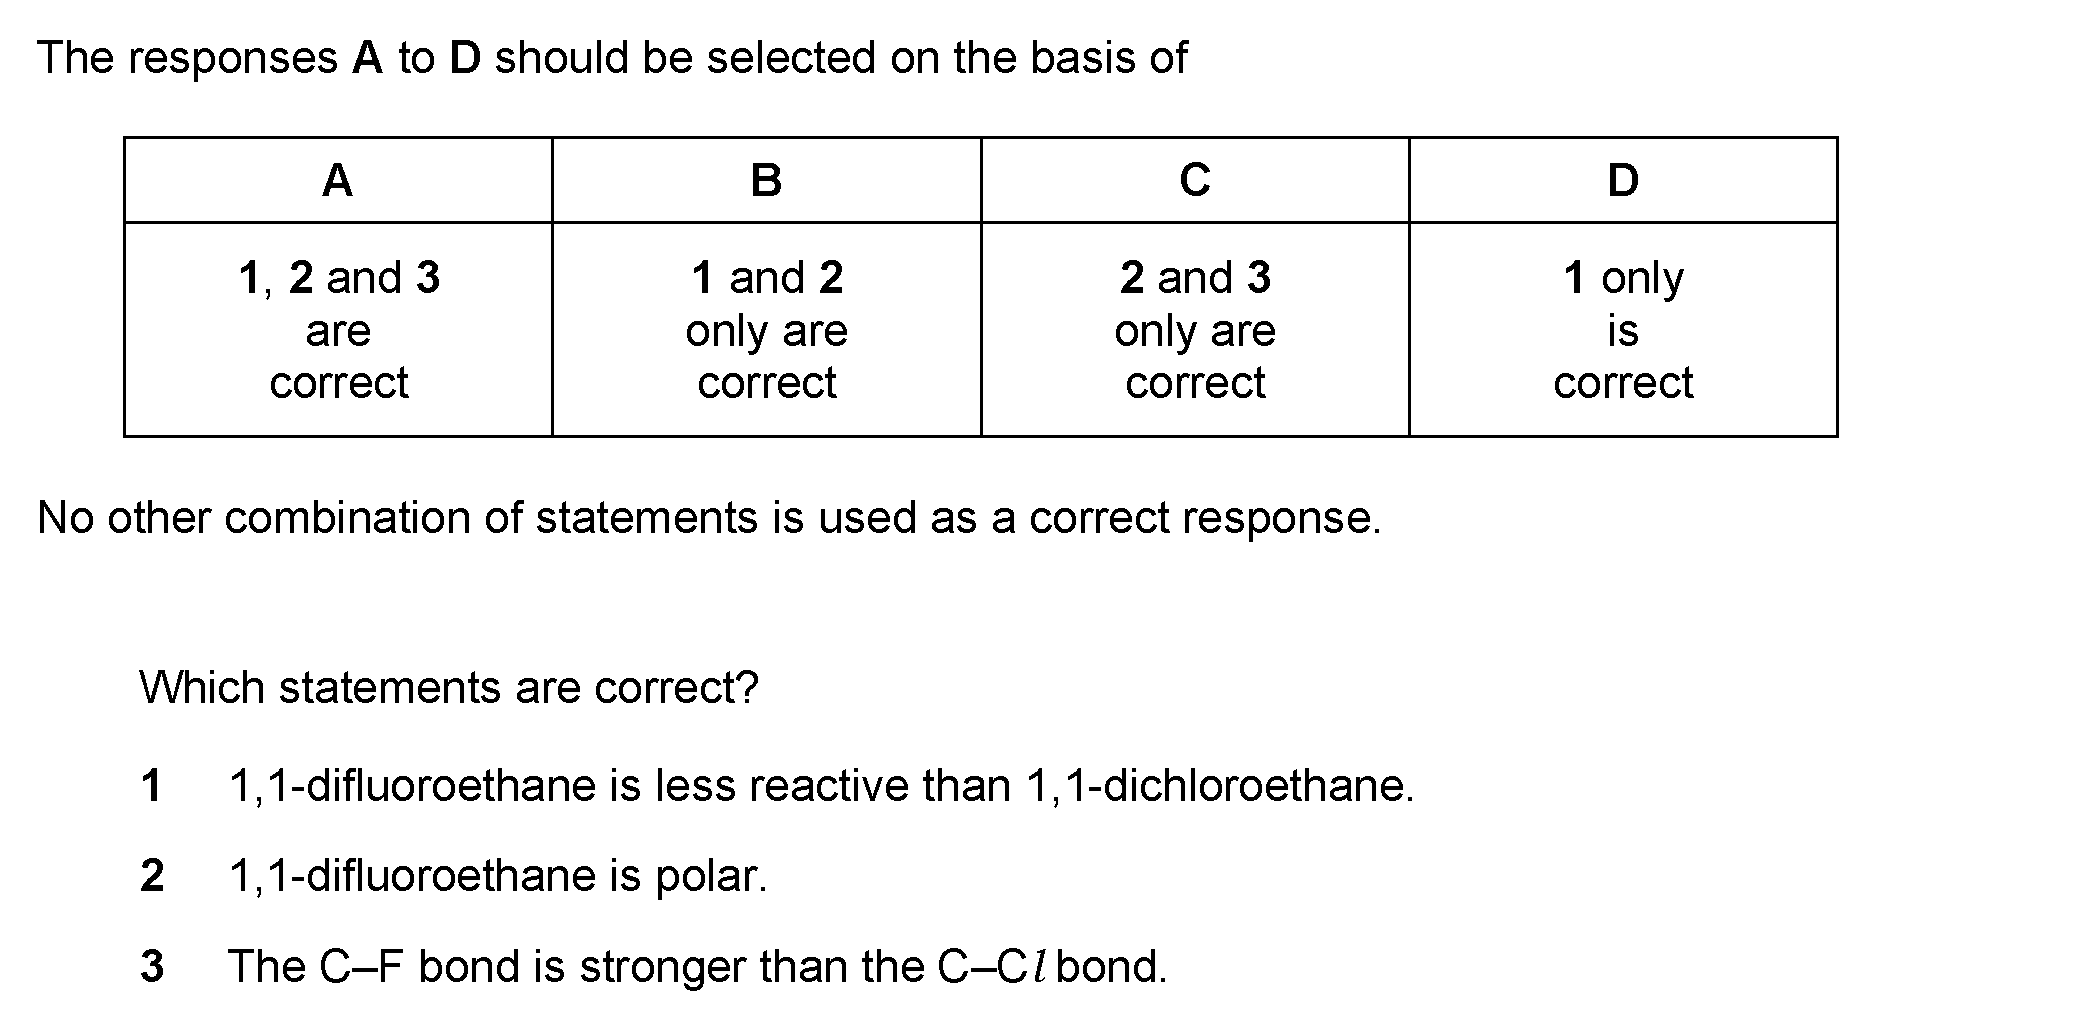 The responses A to D should be selected on the basis of
A B C D
1, 2 and 3 1 and 2 2 and 3 1 only
are only are only are is
correct correct correct correct
No other combination of statements is used as a correct response.
Which statements are correct?
1 1,1-difluoroethane is less reactive than 1,1-dichloroethane.
2 1,1-difluoroethane is polar.
3 The C–F bond is stronger than the C–Cl bond.